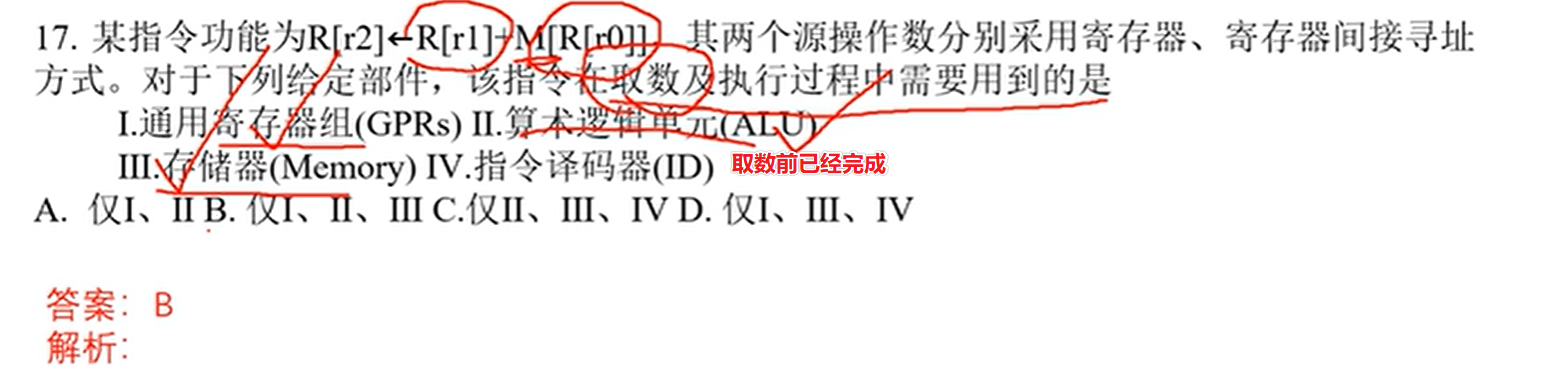 17. 某指令功能为R[r2]←R[r1]+M[R[r0]]，其两个源操作数分别采用寄存器、寄存器间接寻址
方式。对于下列给定部件，该指令在取数及执行过程中需要用到的是
I.通用寄存器组(GPRs) II.算术逻辑单元(ALU)
III.存储器(Memory) IV.指令译码器(ID) 取数前已经完成
A. 仅I、II B. 仅I、II、III C.仅II、III、IV D. 仅I、III、IV
答案：B
解析：